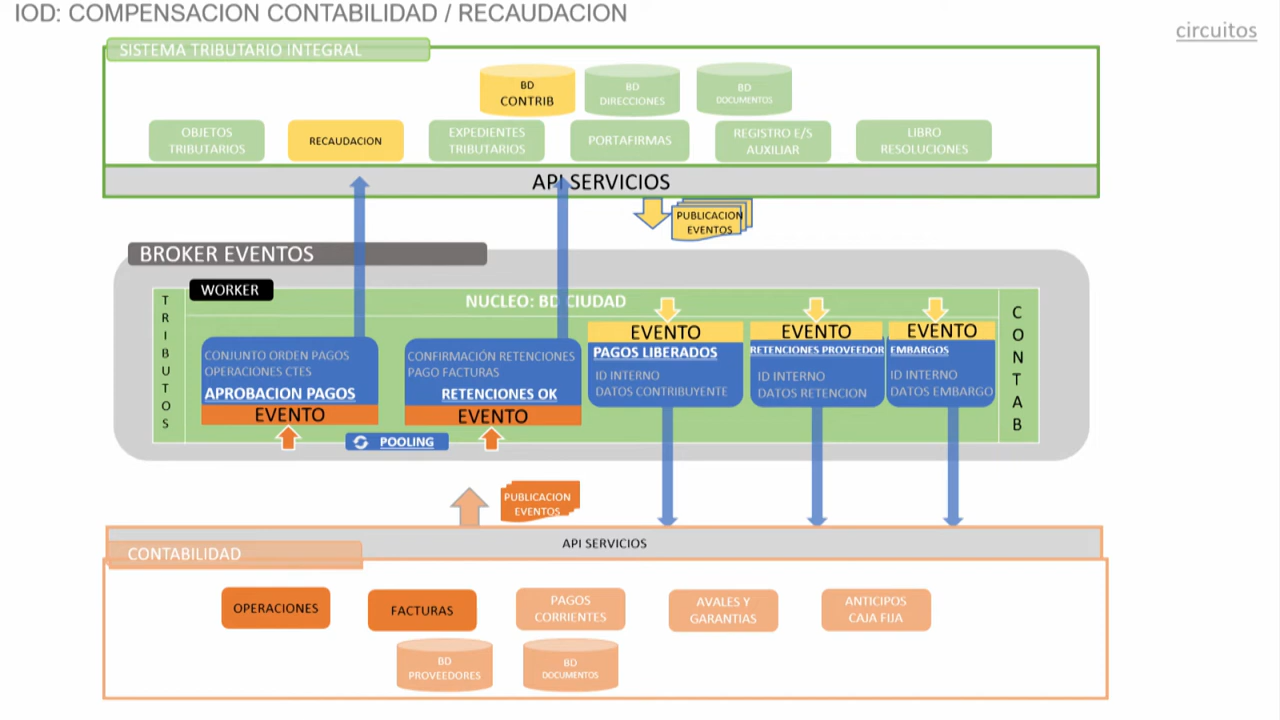 IOD: COMPENSACION CONTABILIDAD / RECAUDACION
circuitos
SISTEMA TRIBUTARIO INTEGRAL
BD
CONTRIB
BD
DIRECCIONES
BD
DOCUMENTOS
OBJETOS
TRIBUTARIOS
RECAUDACION
EXPEDIENTES
TRIBUTARIOS
PORTAFIRMAS
REGISTRO E/S
AUXILIAR
LIBRO
RESOLUCIONES
API SERVICIOS
PUBLICACION
EVENTOS
BROKER EVENTOS
WORKER
NUCLEO: BD CIUDAD
TRIBUTOS
CONJUNTO ORDEN PAGOS
OPERACIONES CTES
APROBACION PAGOS
EVENTO
CONFIRMACIÓN RETENCIONES
PAGO FACTURAS
RETENCIONES OK
EVENTO
EVENTO
PAGOS LIBERADOS
ID INTERNO
DATOS CONTRIBUYENTE
EVENTO
RETENCIONES PROVEEDOR
ID INTERNO
DATOS RETENCION
EVENTO
EMBARGOS
ID INTERNO
DATOS EMBARGO
CONTAB
POOLING
PUBLICACION
EVENTOS
API SERVICIOS
CONTABILIDAD
OPERACIONES
FACTURAS
PAGOS
CORRIENTES
AVALES Y
GARANTIAS
ANTICIPOS
CAJA FIJA
BD
PROVEEDORES
BD
DOCUMENTOS